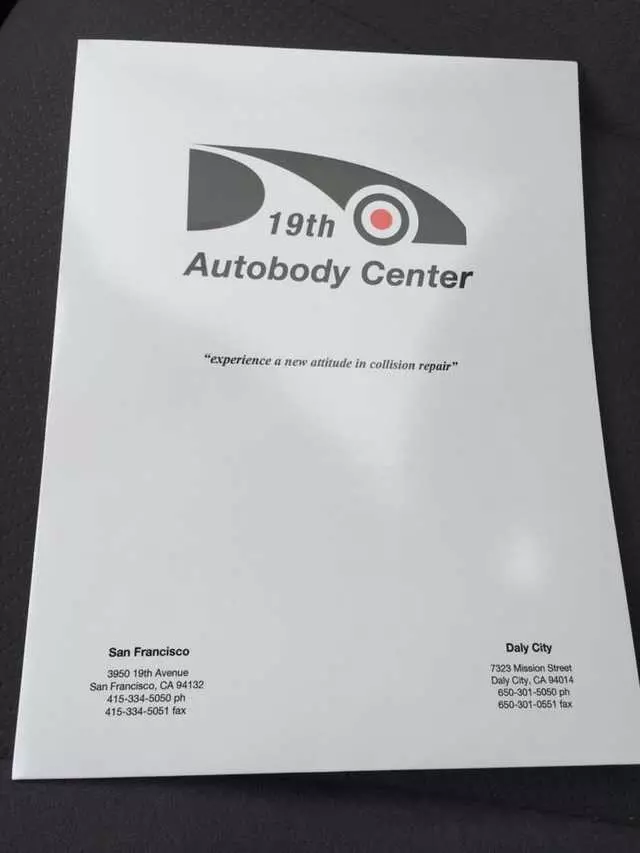 19th
Autobody Center
“experience a new attitude in collision repair”
San Francisco
3950 19th Avenue
San Francisco, CA 94132
415-334-5050 ph
415-334-5051 fax
Daly City
7323 Mission Street
Daly City, CA 94014
650-301-5050 ph
650-301-0551 fax